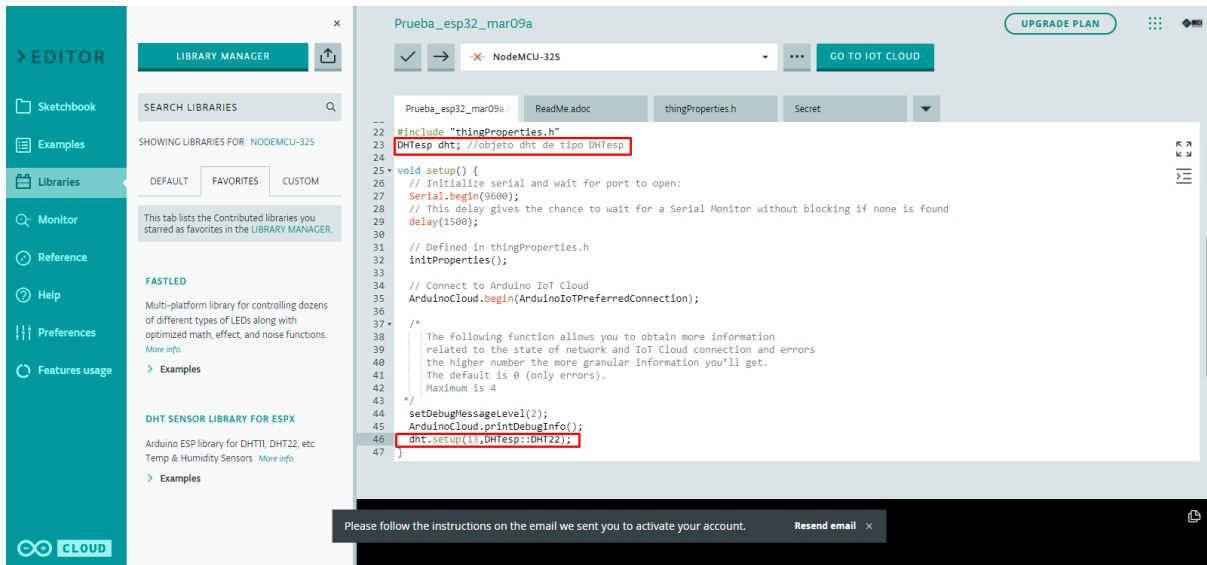 >EDITOR
Sketchbook
Examples
Libraries
Monitor
Reference
Help
Preferences
Features usage
CLOUD
×
LIBRARY MANAGER
SEARCH LIBRARIES
SHOWING LIBRARIES FOR NODEMCU-32S
DEFAULT FAVORITES CUSTOM
This tab lists the Contributed libraries you
starred as favorites in the LIBRARY MANAGER.
FASTLED
Multi-platform library for controlling dozens
of different types of LEDs along with
optimized math, effect, and noise functions.
More info.
> Examples
DHT SENSOR LIBRARY FOR ESPX
Arduino ESP library for DHT11, DHT22, etc
Temp & Humidity Sensors More info.
> Examples
Prueba_esp32_mar09a
UPGRADE PLAN
MCI
NodeMCU-32S
GO TO IOT CLOUD
Prueba_esp32_mar09a.i ReadMe.adoc thingProperties.h Secret
22 #include "thingProperties.h"
23 DHTesp dht; //objeto dht de tipo DHTesp
24
25 void setup() {
26 // Initialize serial and wait for port to open:
27 Serial.begin(9600);
28 // This delay gives the chance to wait for a Serial Monitor without blocking if none is found
29 delay(1500);
30
31 // Defined in thingProperties.h
32 initProperties();
33
34 // Connect to Arduino IoT Cloud
35 ArduinoCloud.begin(ArduinoIoTPreferredConnection);
36
37 /*
38 The following function allows you to obtain more information
39 related to the state of network and IoT Cloud connection and errors
40 the higher number the more granular information you'll get.
41 The default is 0 (only errors).
42 Maximum is 4
43 */
44 setDebugMessageLevel(2);
45 ArduinoCloud.printDebugInfo();
46 dht.setup(13,DHTesp::DHT22);
47 }
Please follow the instructions on the email we sent you to activate your account. Resend email ×